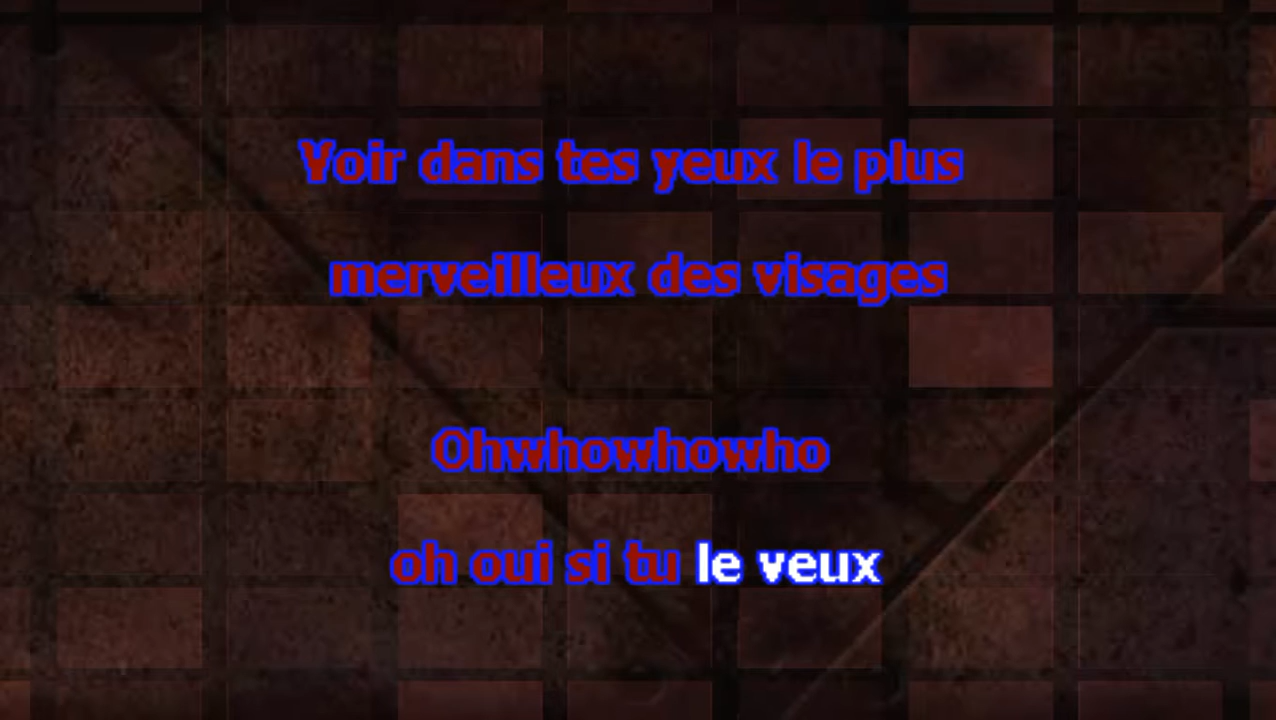 Voir dans tes yeux le plus
merveilleux des visages
Ohwhowhowho
oh oui si tu le veux